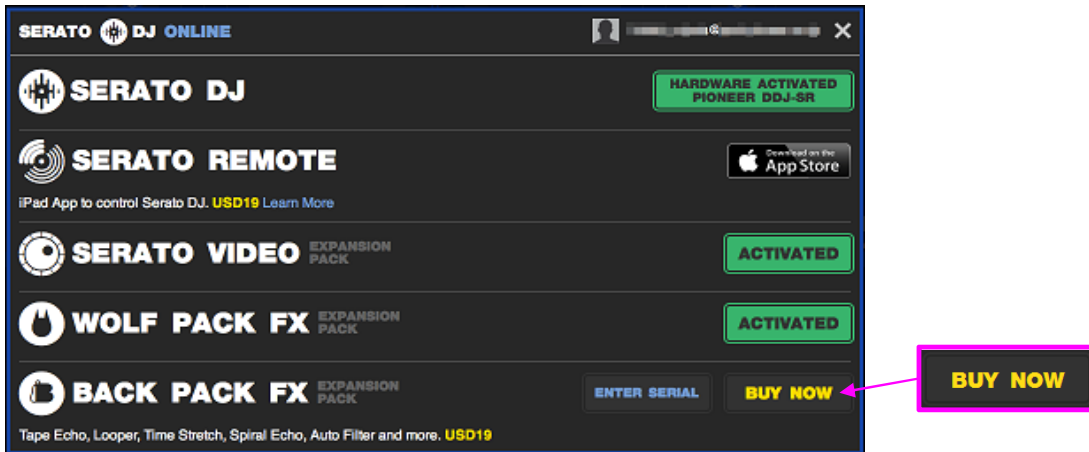 SERATO DJ ONLINE
SERATO DJ
HARDWARE ACTIVATED
PIONEER DDJ-SR
SERATO REMOTE
Download on the
App Store
iPad App to control Serato DJ. USD19 Learn More
SERATO VIDEO EXPANSION PACK
ACTIVATED
WOLF PACK FX EXPANSION PACK
ACTIVATED
BACK PACK FX EXPANSION PACK
ENTER SERIAL
BUY NOW
BUY NOW
Tape Echo, Looper, Time Stretch, Spiral Echo, Auto Filter and more. USD19